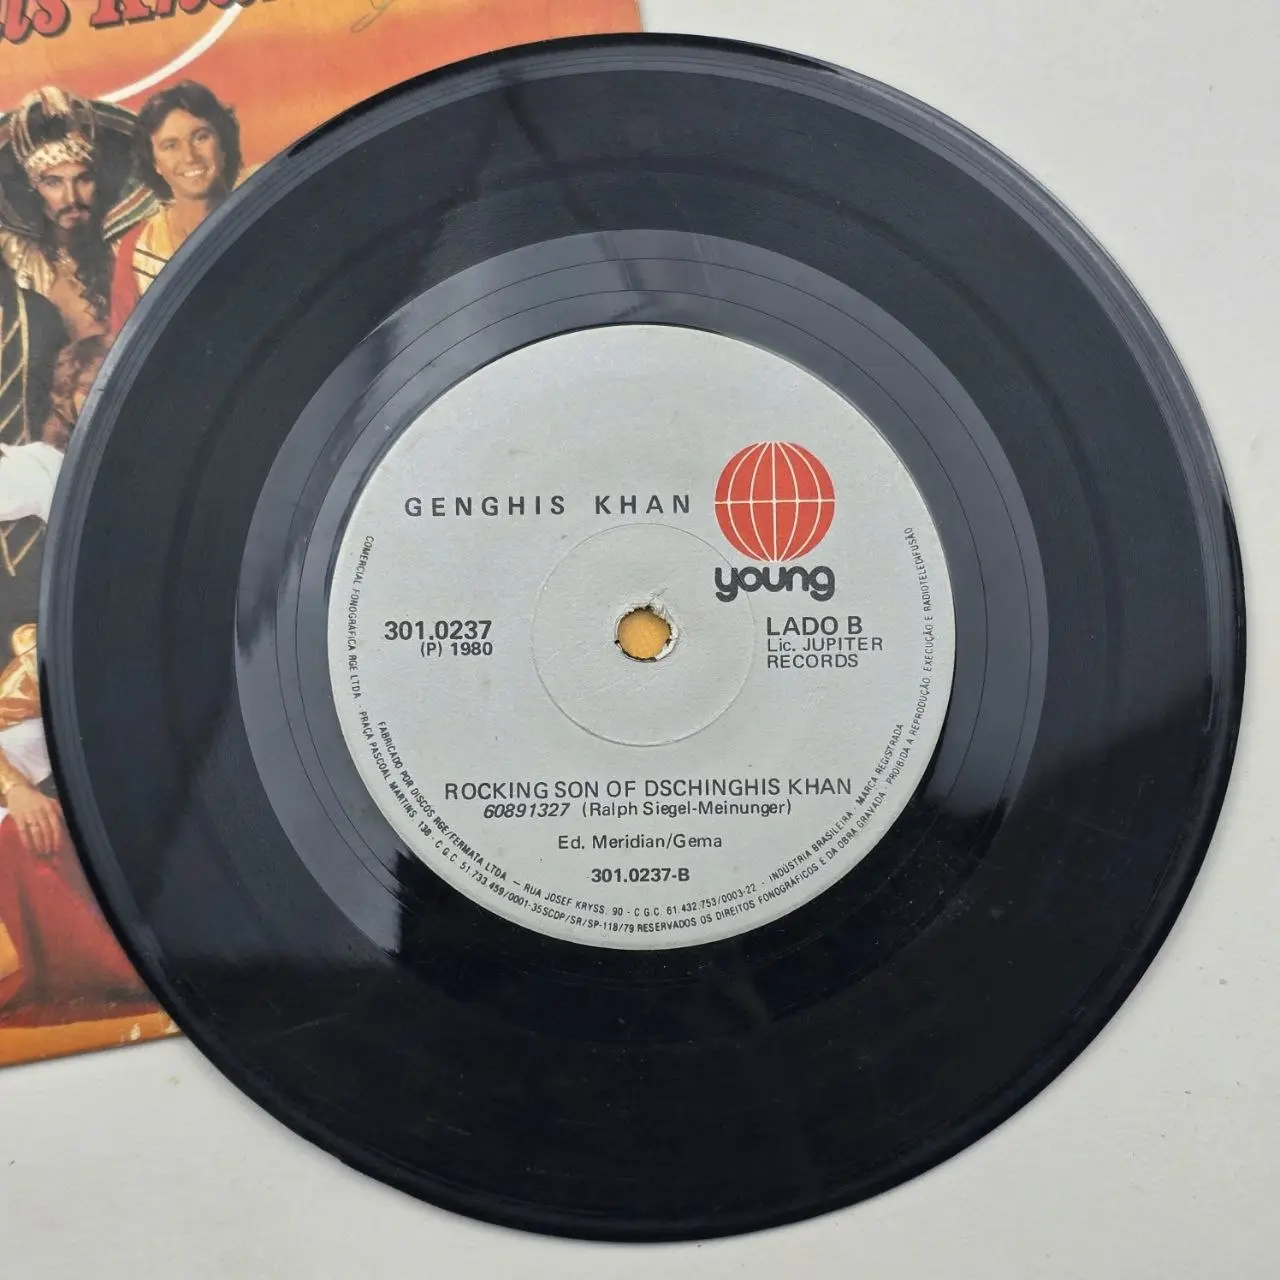 GENGHIS KHAN
young
301.0237
(P) 1980
LADO B
Lic. JUPITER
RECORDS
ROCKING SON OF DSCHINGHIS KHAN
60891327 (Ralph Siegel-Meinunger)
Ed. Meridian/Gema
301.0237-B
FABRICADO POR DISCOS RGE/FERMATA LTDA — RUA JOSEF KRYSS, 90 - C.G.C. 61.432.753/0003-22 - INDÚSTRIA BRASILEIRA - MARCA REGISTRADA
COMERCIAL FONOGRÁFICA RGE LTDA - PRAÇA PASCOAL MARTINS, 138 - C.G.C. 51.733.459/0001-35 SCDP/SR/SP-118/79 RESERVADOS OS DIREITOS FONOGRÁFICOS E DA OBRA GRAVADA - PROIBIDA A REPRODUÇÃO, EXECUÇÃO E RADIOTELEDIFUSÃO